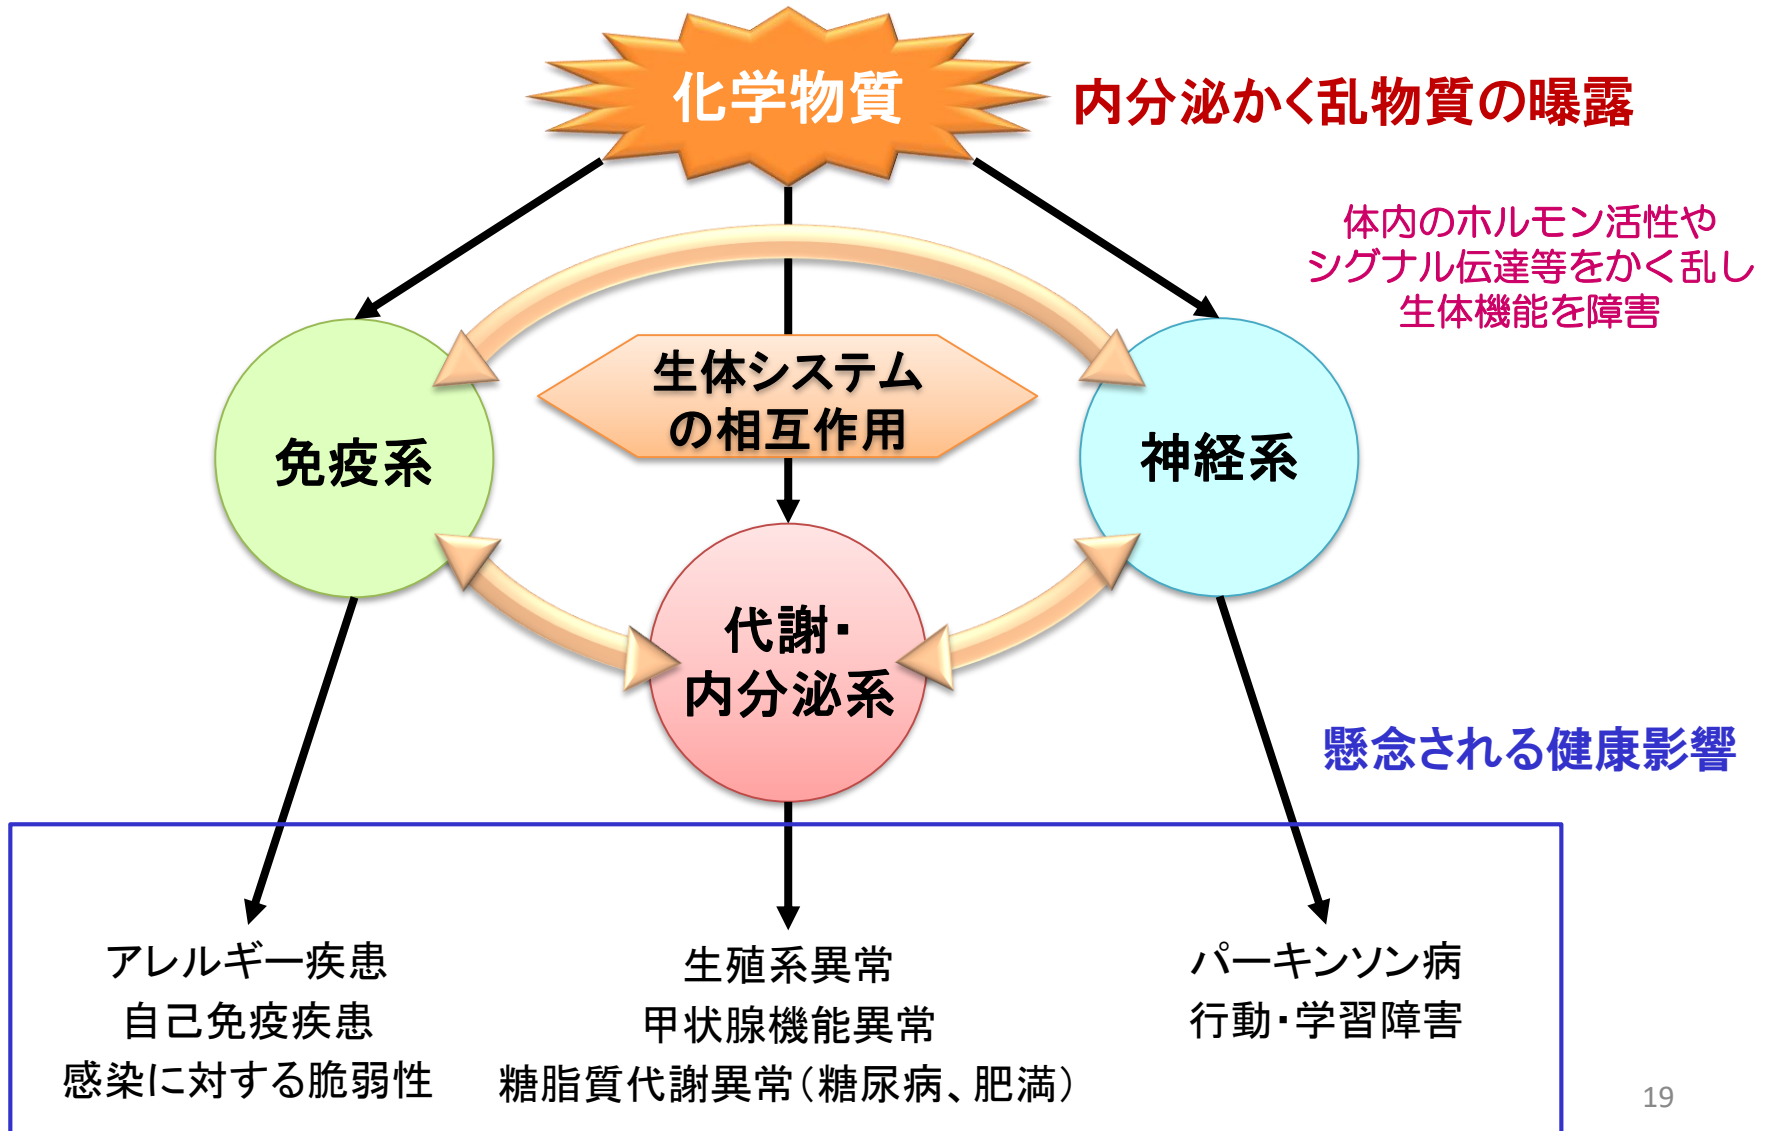 化学物質
内分泌かく乱物質の曝露
体内のホルモン活性や
シグナル伝達等をかく乱し
生体機能を障害
生体システム
の相互作用
免疫系
神経系
代謝・
内分泌系
懸念される健康影響
アレルギー疾患
自己免疫疾患
感染に対する脆弱性
生殖系異常
甲状腺機能異常
糖脂質代謝異常（糖尿病、肥満）
パーキンソン病
行動・学習障害
19